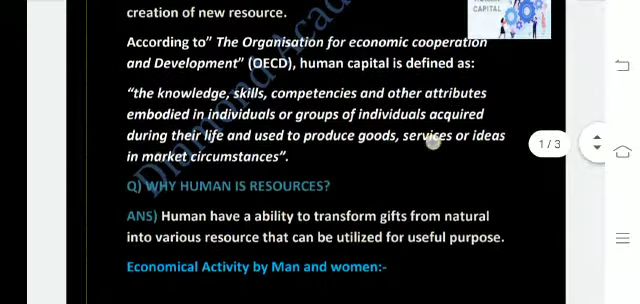 creation of new resource.
CAPITAL
According to" The Organisation for economic cooperation
and Development" (OECD), human capital is defined as:
"the knowledge, skills, competencies and other attributes
embodied in individuals or groups of individuals acquired
during their life and used to produce goods, services or ideas
in market circumstances".
1 / 3
Q) WHY HUMAN IS RESOURCES?
ANS) Human have a ability to transform gifts from natural
into various resource that can be utilized for useful purpose.
Economical Activity by Man and women:-
Diamond Acad